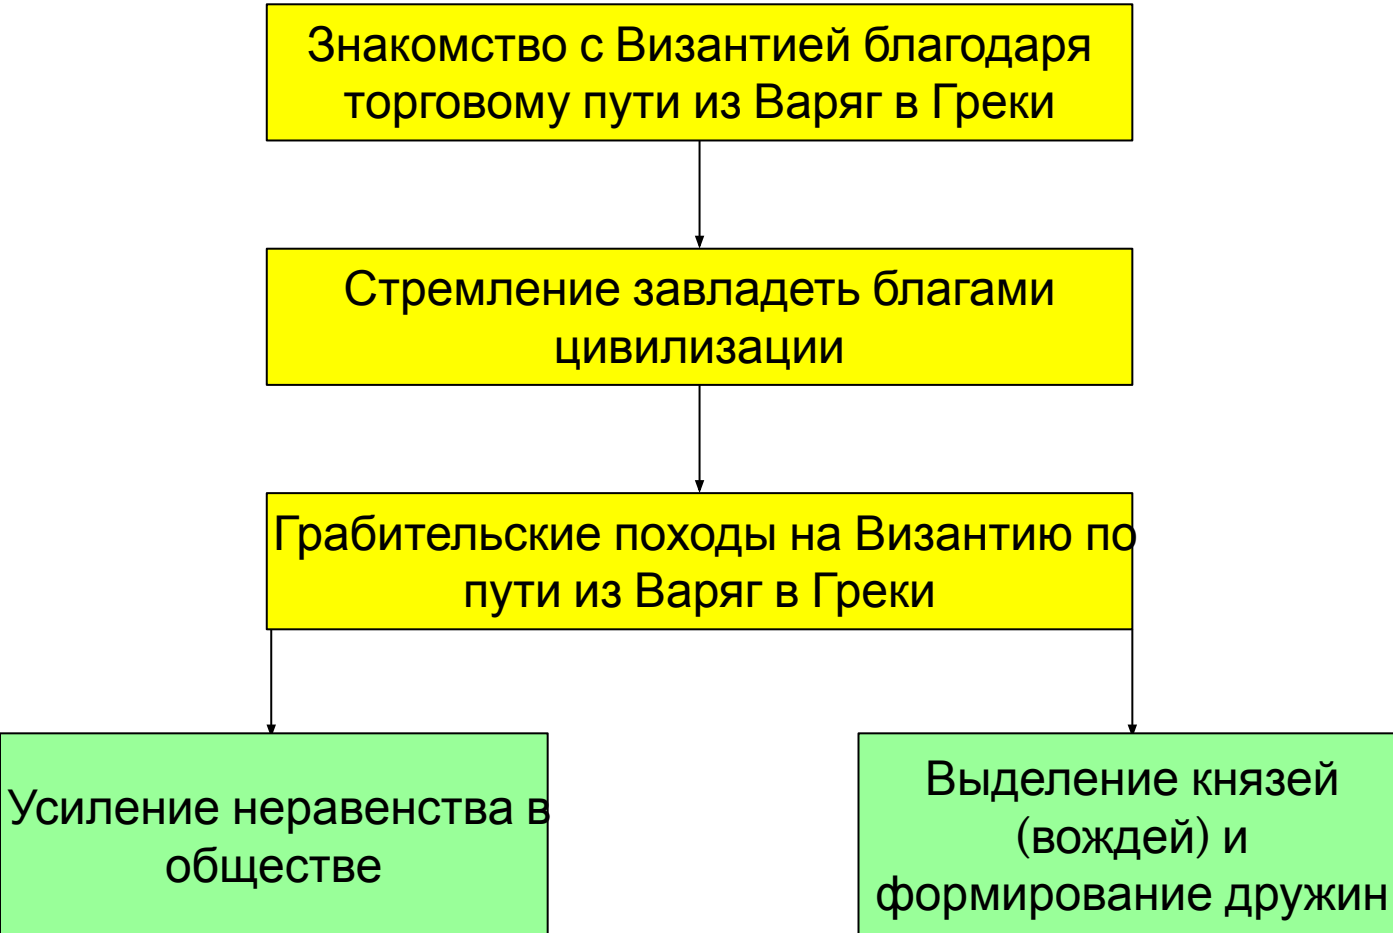 Знакомство с Византией благодаря
торговому пути из Варяг в Греки
Стремление завладеть благами
цивилизации
Грабительские походы на Византию по
пути из Варяг в Греки
Усиление неравенства в
обществе
Выделение князей
(вождей) и
формирование дружин